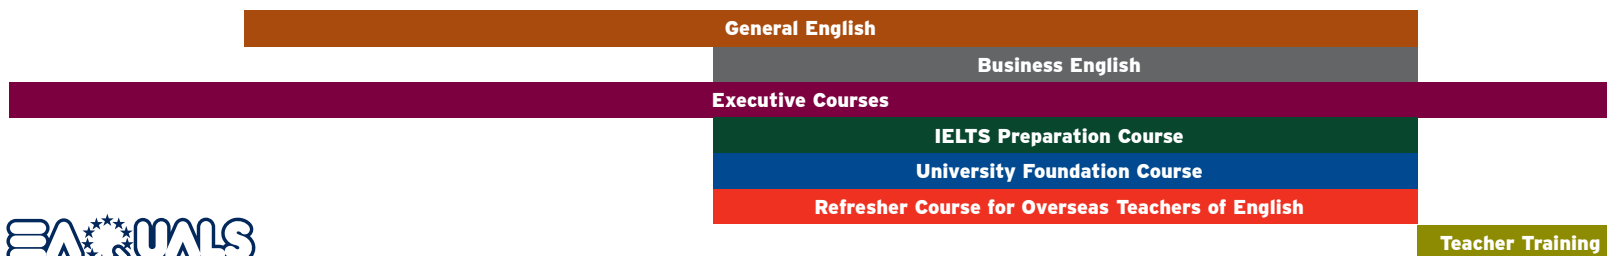 General English
Business English
Executive Courses
IELTS Preparation Course
University Foundation Course
Refresher Course for Overseas Teachers of English
EAQUALS
Teacher Training